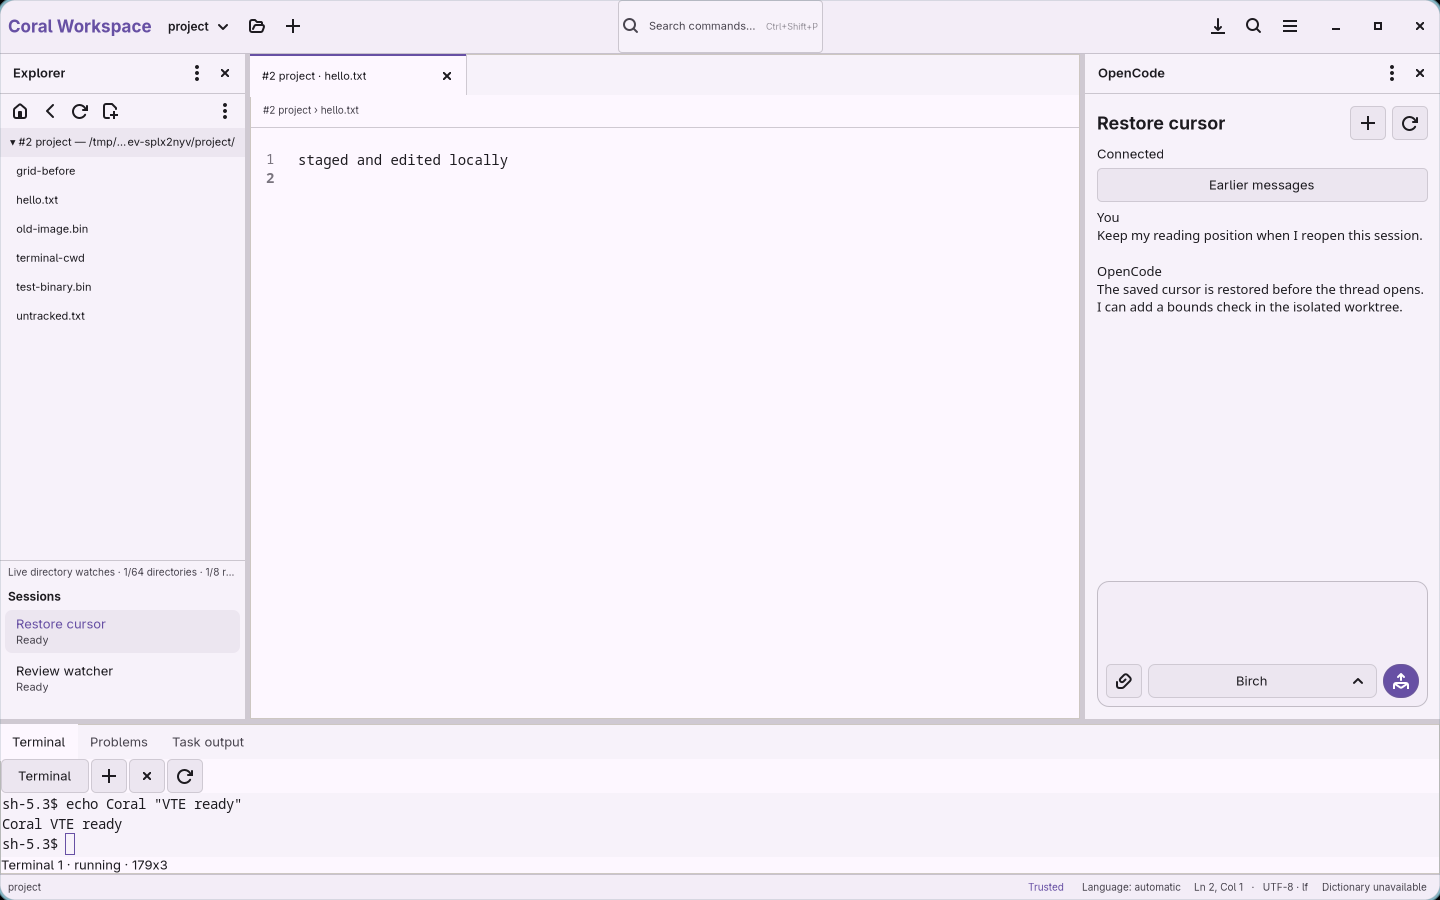 Coral Workspace
project
Search commands...
Ctrl+Shift+P
Explorer
▾ #2 project — /tmp/...ev-splx2nyv/project/
grid-before
hello.txt
old-image.bin
terminal-cwd
test-binary.bin
untracked.txt
Live directory watches · 1/64 directories · 1/8 r...
Sessions
Restore cursor
Ready
Review watcher
Ready
#2 project · hello.txt
#2 project › hello.txt
1 staged and edited locally
2
OpenCode
Restore cursor
Connected
Earlier messages
You
Keep my reading position when I reopen this session.
OpenCode
The saved cursor is restored before the thread opens.
I can add a bounds check in the isolated worktree.
Birch
Terminal
Problems
Task output
Terminal
sh-5.3$ echo Coral "VTE ready"
Coral VTE ready
sh-5.3$
Terminal 1 · running · 179x3
project
Trusted
Language: automatic
Ln 2, Col 1 · UTF-8 · lf
Dictionary unavailable